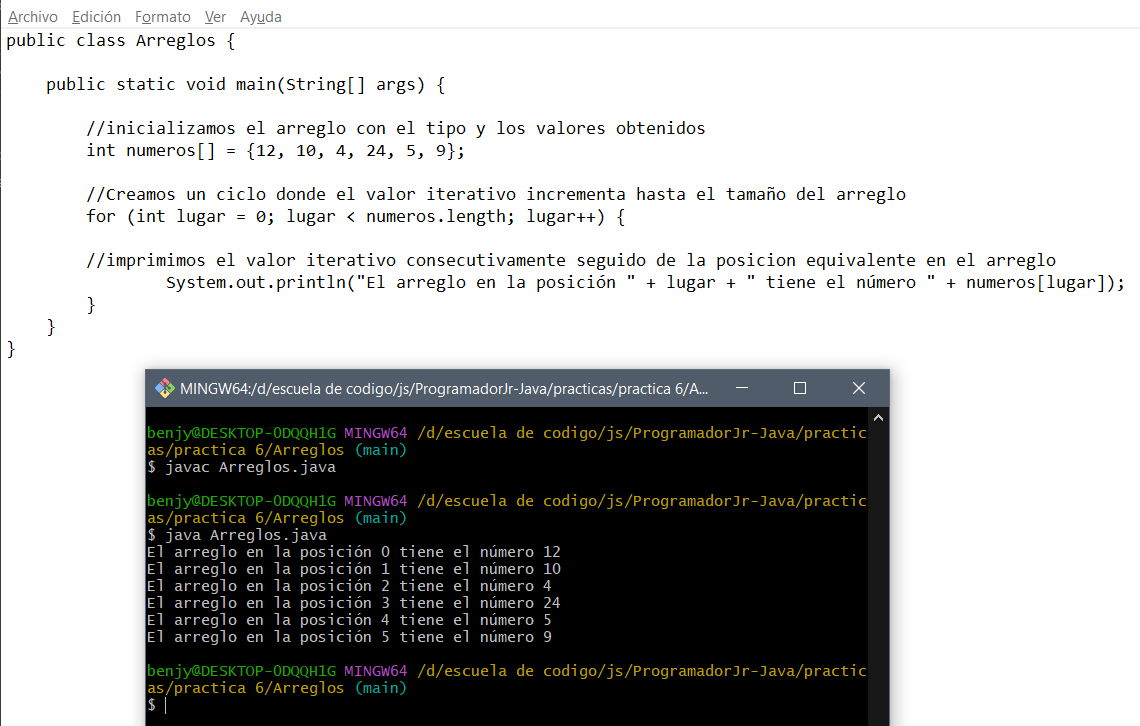 Archivo Edición Formato Ver Ayuda
public class Arreglos {
public static void main(String[] args) {
//inicializamos el arreglo con el tipo y los valores obtenidos
int numeros[] = {12, 10, 4, 24, 5, 9};
//Creamos un ciclo donde el valor iterativo incrementa hasta el tamaño del arreglo
for (int lugar = 0; lugar < numeros.length; lugar++) {
//imprimimos el valor iterativo consecutivamente seguido de la posicion equivalente en el arreglo
System.out.println("El arreglo en la posición " + lugar + " tiene el número " + numeros[lugar]);
}
}
}
MINGW64:/d/escuela de codigo/js/ProgramadorJr-Java/practicas/practica 6/A...
benjy@DESKTOP-0DQQH1G MINGW64 /d/escuela de codigo/js/ProgramadorJr-Java/practic
as/practica 6/Arreglos (main)
$ javac Arreglos.java
benjy@DESKTOP-0DQQH1G MINGW64 /d/escuela de codigo/js/ProgramadorJr-Java/practic
as/practica 6/Arreglos (main)
$ java Arreglos.java
El arreglo en la posición 0 tiene el número 12
El arreglo en la posición 1 tiene el número 10
El arreglo en la posición 2 tiene el número 4
El arreglo en la posición 3 tiene el número 24
El arreglo en la posición 4 tiene el número 5
El arreglo en la posición 5 tiene el número 9
benjy@DESKTOP-0DQQH1G MINGW64 /d/escuela de codigo/js/ProgramadorJr-Java/practic
as/practica 6/Arreglos (main)
$